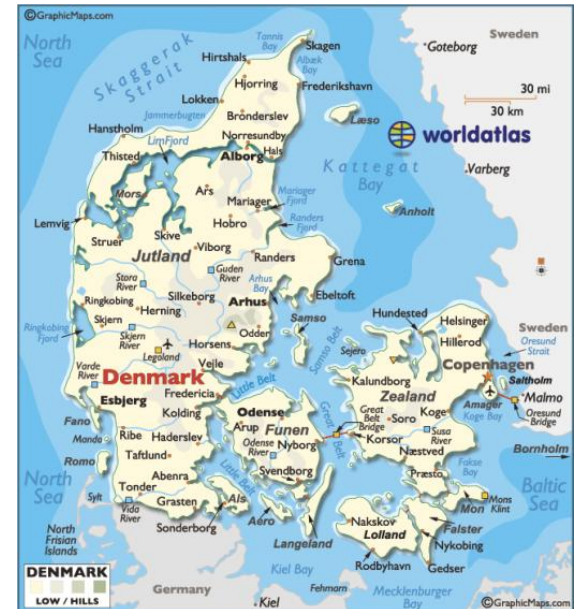 ©GraphicMaps.com
North
Sea
Skaggerak
Strait
Tannis
Bay
Skagen
Albæk
Bay
Sweden
Goteborg
Hirtshals
Hjorring
Frederikshavn
Jammerbugten
Lokken
Bronderslev
Læso
30 mi
30 km
worldatlas
Hanstholm
Norresundby
LimFjord
Thisted
Alborg
Hals
Kattegat
Bay
Varberg
Mors
Ars
Mariager
Mariager
Fjord
Anholt
Lemvig
Hobro
Randers
Fjord
Struer
Skive
Viborg
Jutland
Randers
Grena
Stora
River
Guden
River
Arhus
Bay
Ebeltoft
Silkeborg
Arhus
Ringkobing
Herning
Samso
Hundested
Helsinger
Skjern
Skjern
River
Odder
Samso Belt
Hillerod
Sweden
Ringkobing
Fjord
Legoland
Horsens
Sejero
Oresund
Strait
Varde
River
Vejle
Copenhagen
Saltholm
Denmark
Little Belt
Kalundborg
Zealand
Malmo
Esbjerg
Fredericia
Odense
Great
Belt
Bridge
Soro
Koge
Amager
Koge Bay
Oresund
Bridge
Fano
Kolding
Arup
Funen
Great
Belt
Susa
River
Manda
Ribe
Haderslev
Odense
River
Nyborg
Korsor
Næstved
Bornholm
Romo
Taftlund
Little Belt
Svendborg
Fakse
Bay
North
Sea
Abenra
Præsto
Baltic
Sea
Sylt
Tonder
Als
Mon
Mons
Klint
Vida
River
Grasten
Aero
Nakskov
Falster
North
Frisian
Islands
Sonderborg
Langeland
Lolland
Nykobing
Rodbyhavn
Gedser
Kiel Bay
DENMARK
LOW / HILLS
Germany
Fehmarn
Mecklenburger
Bay
Kiel
©GraphicMaps.com